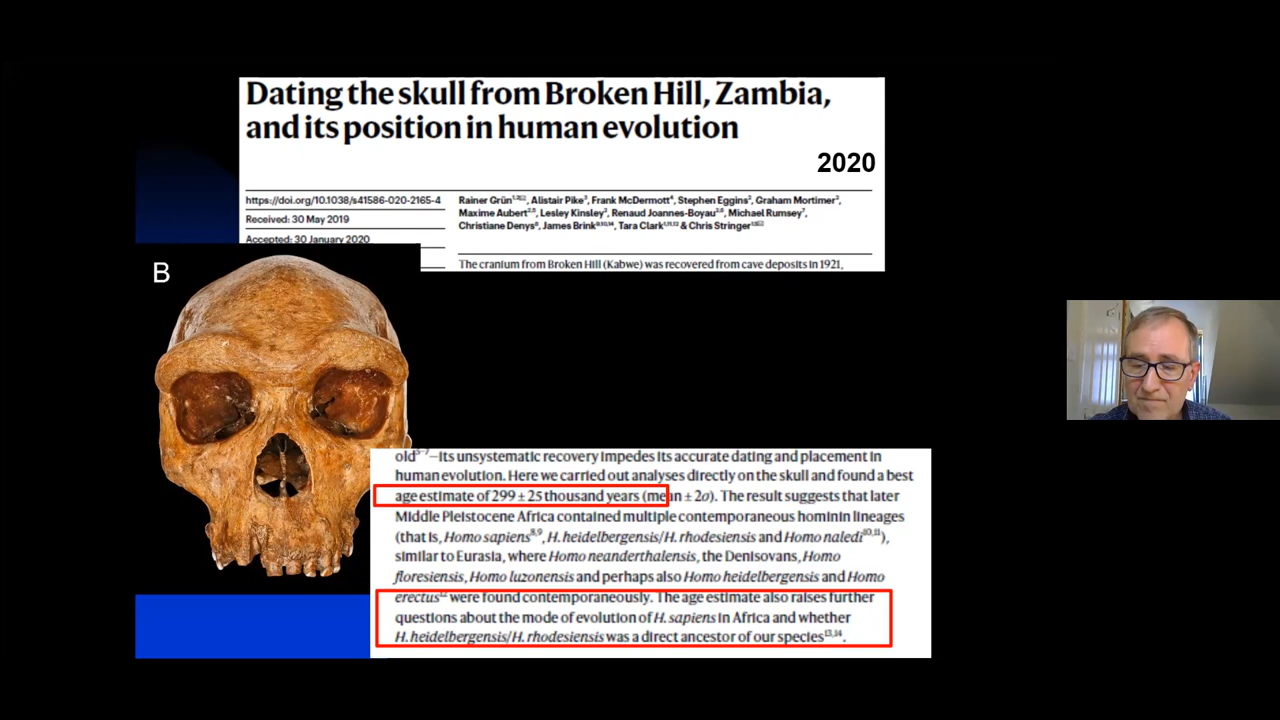 Dating the skull from Broken Hill, Zambia,
and its position in human evolution
2020
https://doi.org/10.1038/s41586-020-2165-4
Received: 30 May 2019
Accepted: 30 January 2020
Rainer Grün, Alistair Pike, Frank McDermott, Stephen Eggins, Graham Mortimer,
Maxime Aubert, Lesley Kinsley, Renaud Joannes-Boyau, Michael Rumsey,
Christiane Denys, James Brink, Tara Clark & Chris Stringer
The cranium from Broken Hill (Kabwe) was recovered from cave deposits in 1921,
B
old—its unsystematic recovery impedes its accurate dating and placement in
human evolution. Here we carried out analyses directly on the skull and found a best
age estimate of 299 ± 25 thousand years (mean ± 2σ). The result suggests that later
Middle Pleistocene Africa contained multiple contemporaneous hominin lineages
(that is, Homo sapiens8,9, H. heidelbergensis/H. rhodesiensis and Homo naledi10,11),
similar to Eurasia, where Homo neanderthalensis, the Denisovans, Homo
floresiensis, Homo luzonensis and perhaps also Homo heidelbergensis and Homo
erectus12 were found contemporaneously. The age estimate also raises further
questions about the mode of evolution of H. sapiens in Africa and whether
H. heidelbergensis/H. rhodesiensis was a direct ancestor of our species13,14.